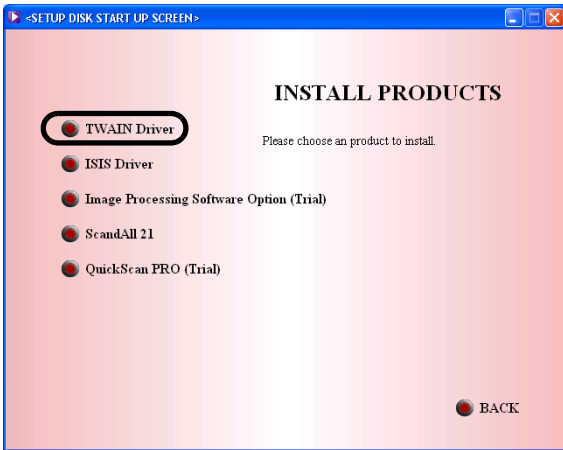 <SETUP DISK START UP SCREEN>
INSTALL PRODUCTS
TWAIN Driver
Please choose an product to install.
ISIS Driver
Image Processing Software Option (Trial)
ScandAll 21
QuickScan PRO (Trial)
BACK